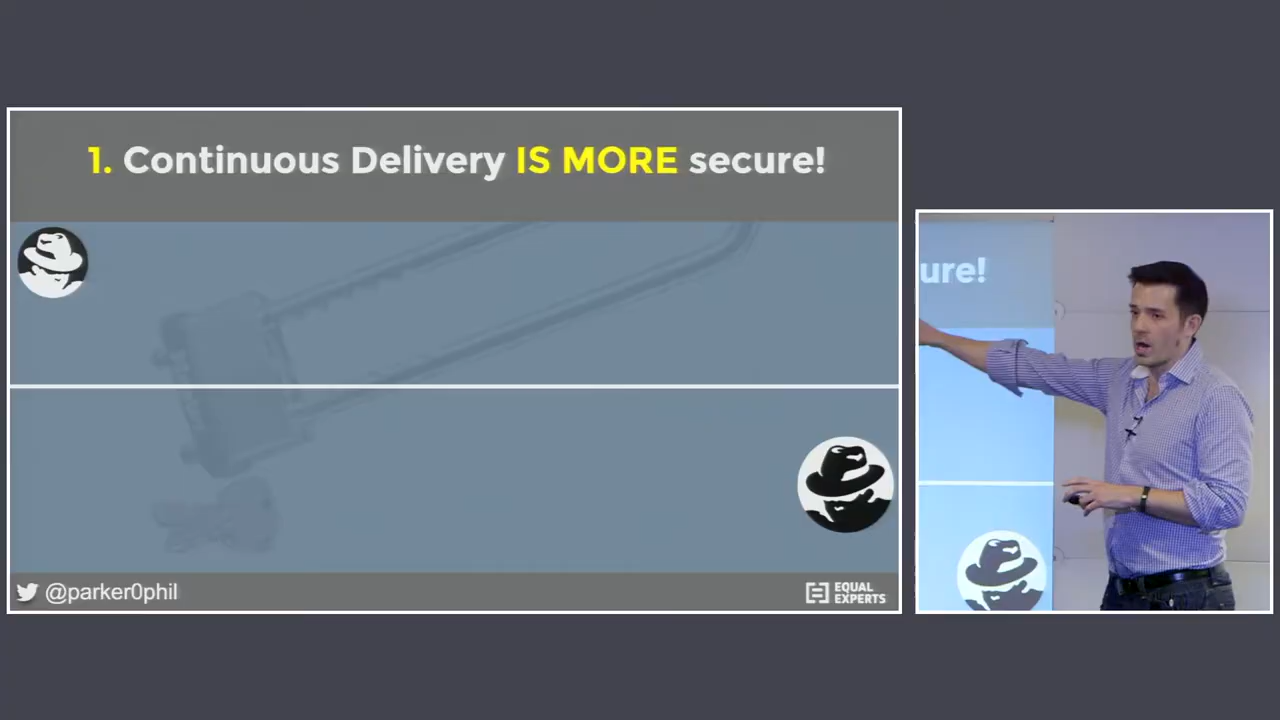 1. Continuous Delivery IS MORE secure!
ure!
@parker0phil
EQUAL
EXPERTS